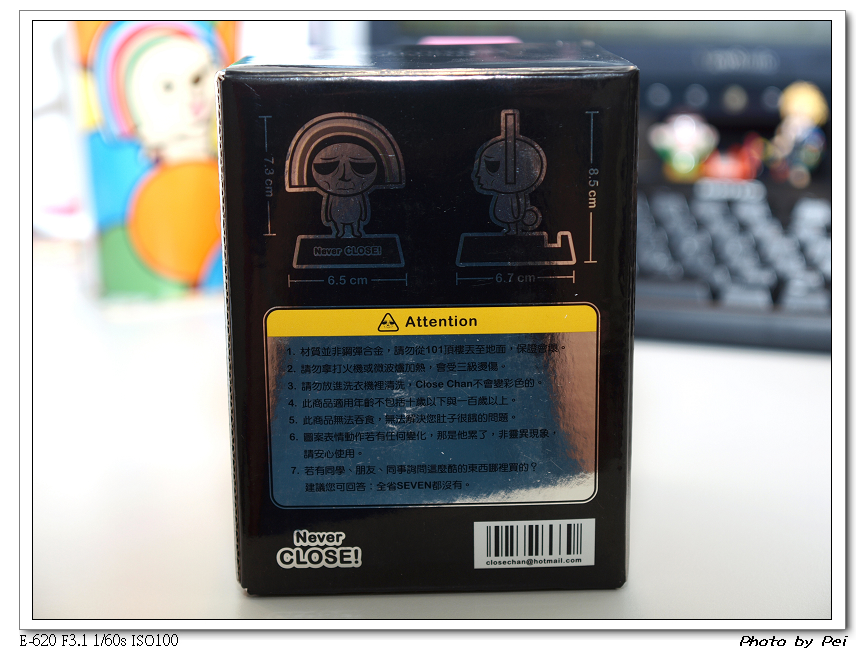 7.3 cm
8.5 cm
Never CLOSE!
6.5 cm
6.7 cm
Attention
1. 材質並非鋼彈合金，請勿從101頂樓丟至地面，保證會壞。
2. 請勿拿打火機或微波爐加熱，會受三級燙傷。
3. 請勿放進洗衣機裡清洗，Close Chan不會變彩色的。
4. 此商品適用年齡不包括十歲以下與一百歲以上。
5. 此商品無法吞食，無法解決您肚子很餓的問題。
6. 圖案表情動作若有任何變化，那是他累了，非靈異現象，
請安心使用。
7. 若有同學、朋友、同事詢問這麼酷的東西哪裡買的？
建議您可回答：全省SEVEN都沒有。
Never
CLOSE!
closechan@hotmail.com
E-620 F3.1 1/60s ISO100
Photo by Pei